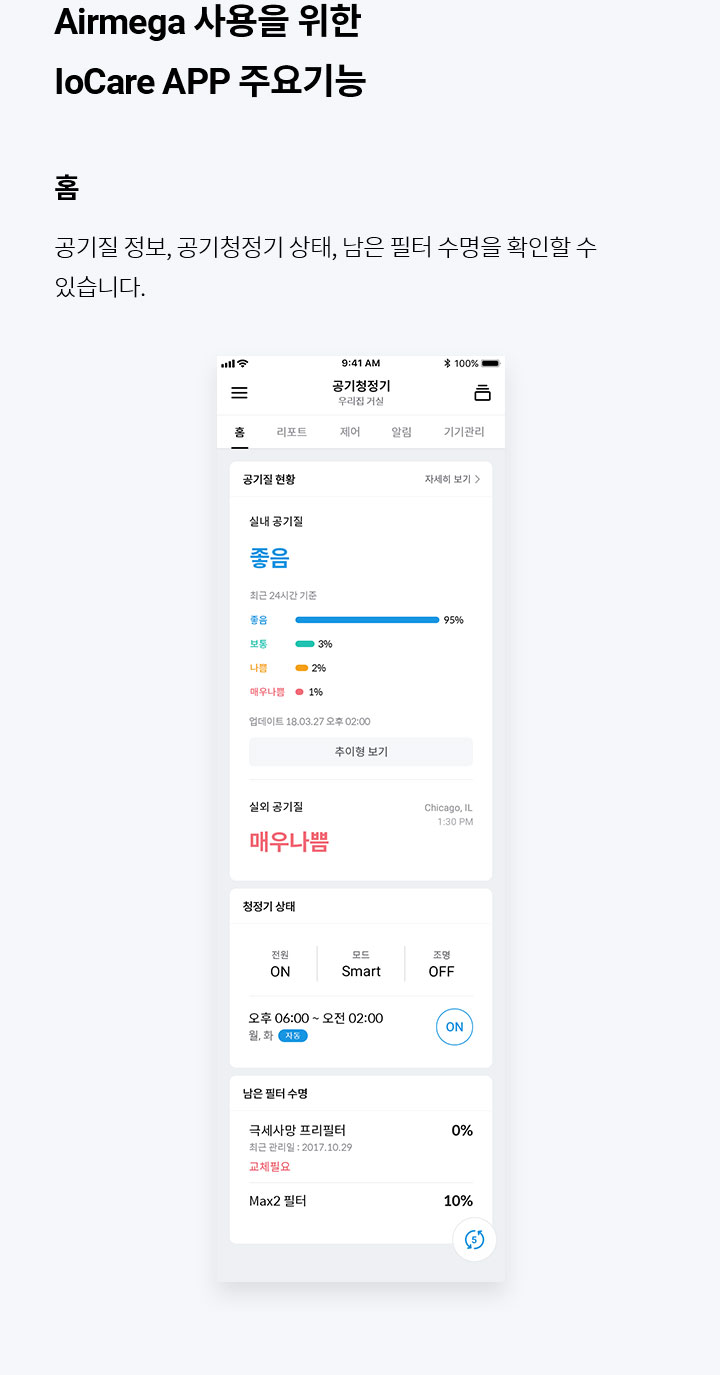 Airmega 사용을 위한
IoCare APP 주요기능
홈
공기질 정보, 공기청정기 상태, 남은 필터 수명을 확인할 수
있습니다.
9:41 AM 100%
공기청정기
우리집 거실
홈 리포트 제어 알림 기기관리
공기질 현황 자세히 보기
실내 공기질
좋음
최근 24시간 기준
좋음 95%
보통 3%
나쁨 2%
매우나쁨 1%
업데이트 18.03.27 오후 02:00
추이형 보기
실외 공기질 Chicago, IL
1:30 PM
매우나쁨
청정기 상태
전원 모드 조명
ON Smart OFF
오후 06:00 ~ 오전 02:00 ON
월, 화 자동
남은 필터 수명
극세사망 프리필터 0%
최근 관리일 : 2017.10.29
교체필요
Max2 필터 10%
5